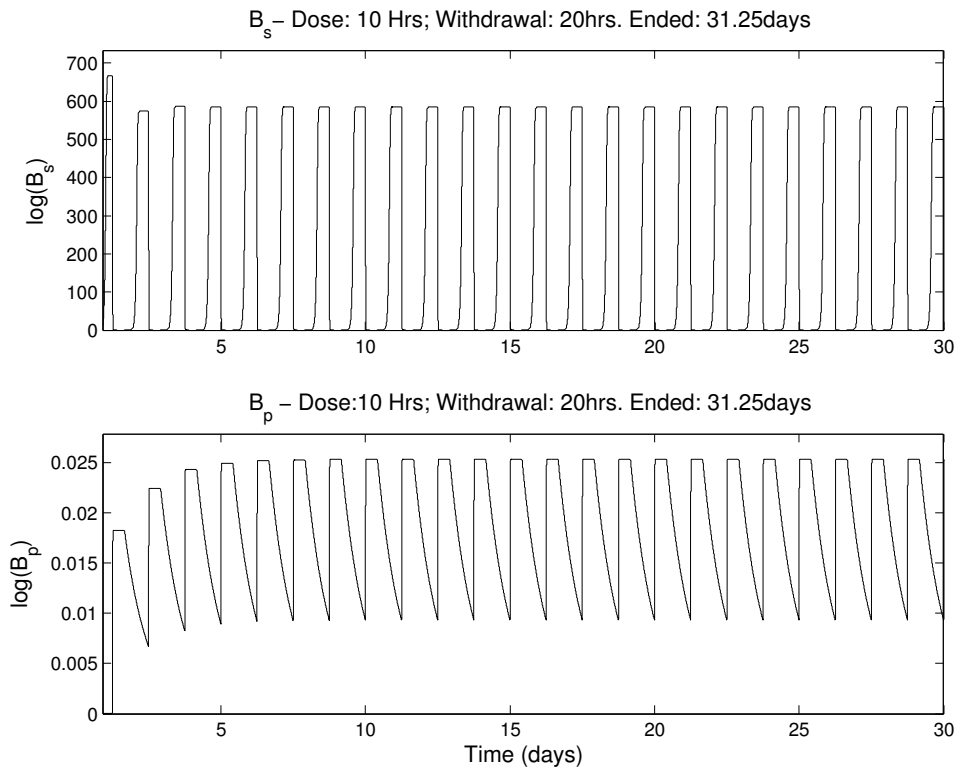 B_s – Dose: 10 Hrs; Withdrawal: 20hrs. Ended: 31.25days
700
600
500
400
300
200
100
0
log(B_s)
5 10 15 20 25 30
B_p – Dose:10 Hrs; Withdrawal: 20hrs. Ended: 31.25days
0.025
0.02
0.015
0.01
0.005
0
log(B_p)
5 10 15 20 25 30
Time (days)